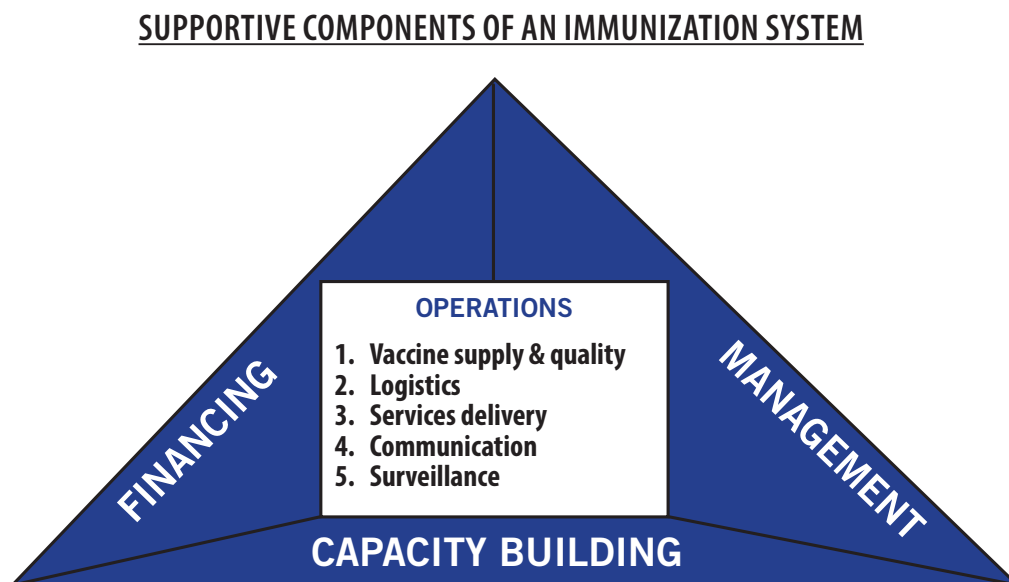 SUPPORTIVE COMPONENTS OF AN IMMUNIZATION SYSTEM
OPERATIONS
1. Vaccine supply & quality
2. Logistics
3. Services delivery
4. Communication
5. Surveillance
FINANCING
MANAGEMENT
CAPACITY BUILDING